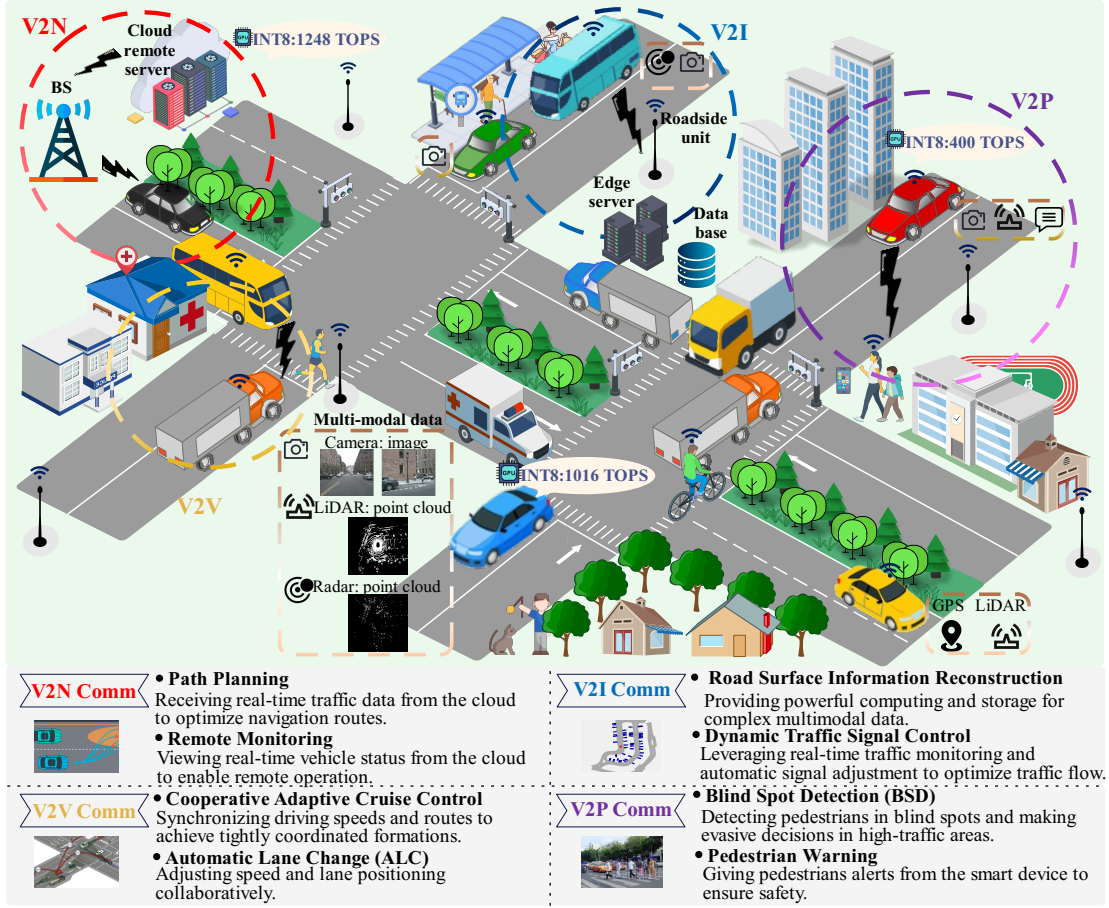 V2N
Cloud
remote
server
BS
GPU
INT8:1248 TOPS
V2I
Roadside
unit
Edge
server
Data
base
V2P
GPU
INT8:400 TOPS
V2V
Multi-modal data
Camera: image
LiDAR: point cloud
Radar: point cloud
GPU
INT8:1016 TOPS
GPS
LiDAR
V2N Comm
• Path Planning
Receiving real-time traffic data from the cloud
to optimize navigation routes.
• Remote Monitoring
Viewing real-time vehicle status from the cloud
to enable remote operation.
V2I Comm
• Road Surface Information Reconstruction
Providing powerful computing and storage for
complex multimodal data.
• Dynamic Traffic Signal Control
Leveraging real-time traffic monitoring and
automatic signal adjustment to optimize traffic flow.
V2V Comm
• Cooperative Adaptive Cruise Control
Synchronizing driving speeds and routes to
achieve tightly coordinated formations.
• Automatic Lane Change (ALC)
Adjusting speed and lane positioning
collaboratively.
V2P Comm
• Blind Spot Detection (BSD)
Detecting pedestrians in blind spots and making
evasive decisions in high-traffic areas.
• Pedestrian Warning
Giving pedestrians alerts from the smart device to
ensure safety.